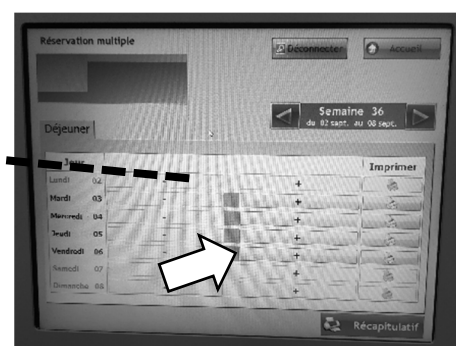 Réservation multiple
Déconnecter
Accueil
Semaine 36
du 02 sept. au 08 sept.
Déjeuner
Jour
Imprimer
Lundi 02 - +
Mardi 03 - +
Mercredi 04 - +
Jeudi 05 - +
Vendredi 06 - +
Samedi 07 +
Dimanche 08 +
Récapitulatif